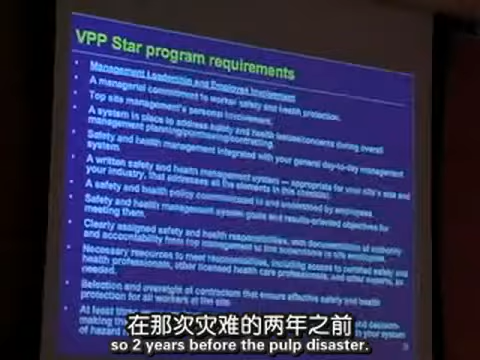 VPP Star program requirements
Management Leadership and Employee Involvement
A managerial commitment to worker safety and health protection.
Top site management's personal involvement.
A system in place to address safety and health issues/concerns during overall
management planning/purchasing/contracting.
Safety and health management integrated with your general day-to-day management
system.
A written safety and health management system appropriate for your site's size and
your industry, that addresses all the elements in this checklist.
A safety and health policy communicated to and understood by employees.
Safety and health management system goals and results-oriented objectives for
meeting them.
Clearly assigned safety and health responsibilities, with documentation of authority
and accountability from top management to line supervisors to site employees.
Necessary resources to meet responsibilities, including access to certified safety and
health professionals, other licensed health care professionals, and other experts, as
needed.
Selection and oversight of contractors that ensures effective safety and health
protection for all workers at the site.
At least three
making th
of hazard
在那次灾难的两年之前
so 2 years before the pulp disaster.